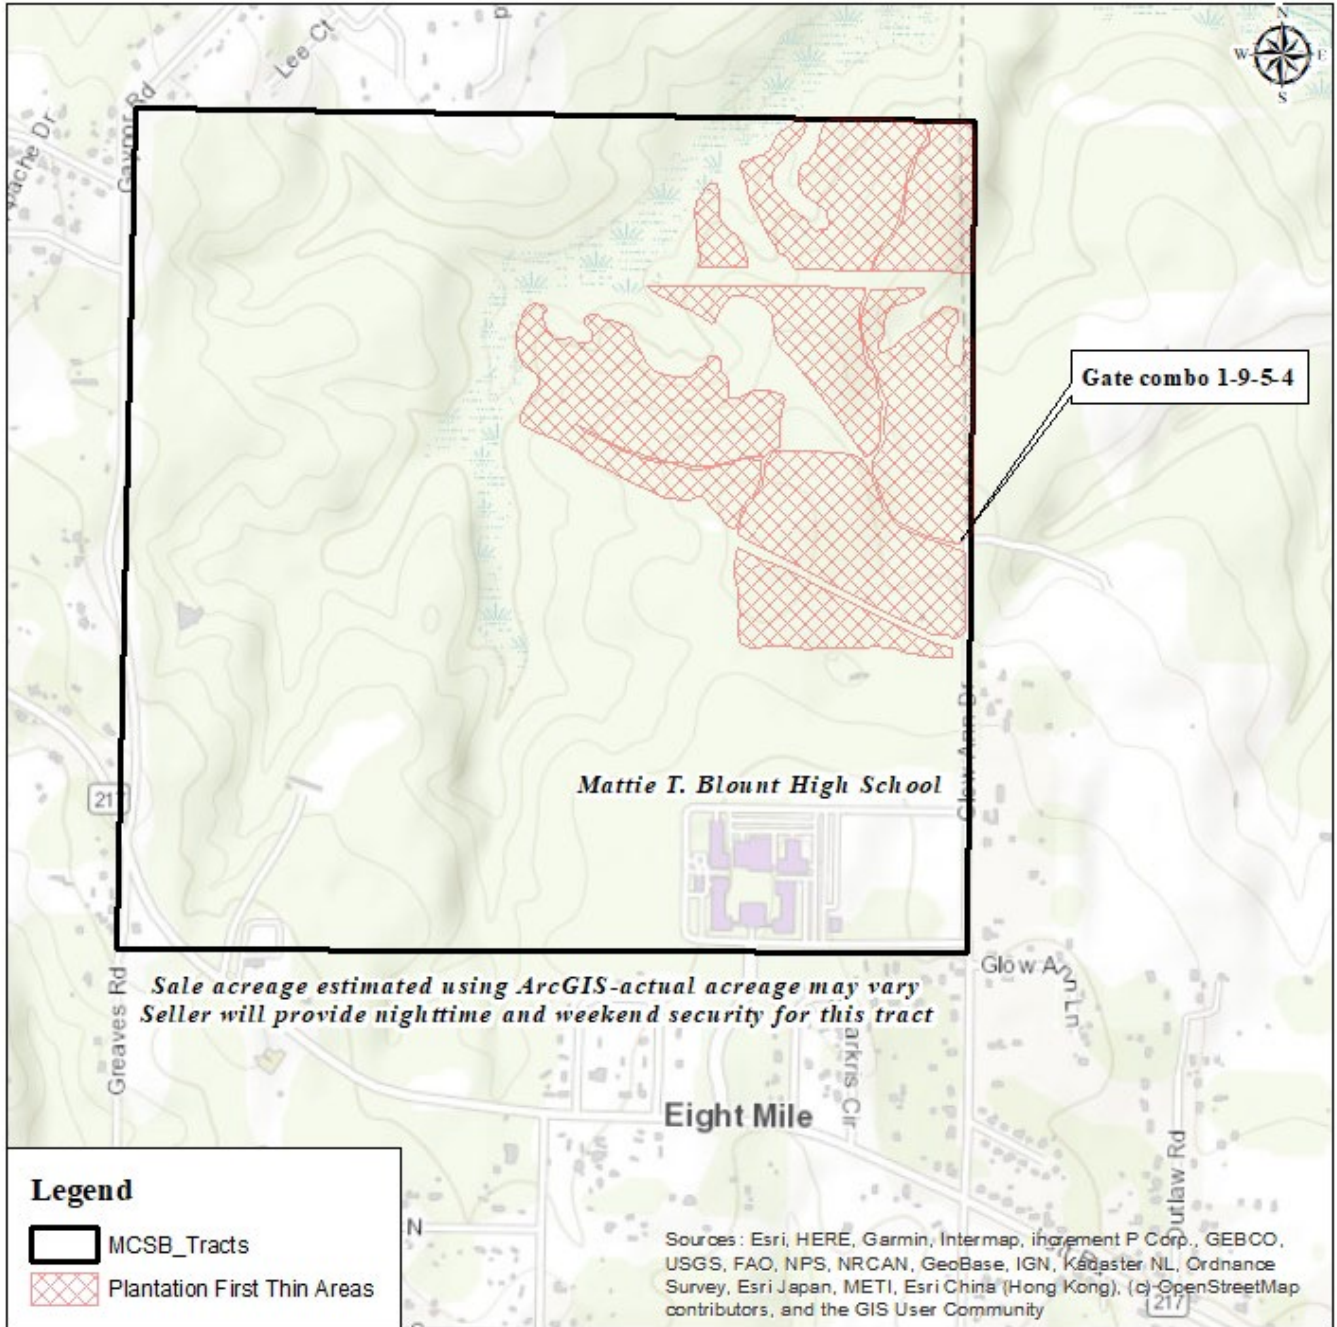 N
W
E
S
Lee Ct
Gaynor Rd
Apache Dr
Gate combo 1-9-5-4
Glow Ann Dr
217
Mattie T. Blount High School
Glow Ann Ln
Sale acreage estimated using ArcGIS-actual acreage may vary
Seller will provide nighttime and weekend security for this tract
Greaves Rd
arkris Cir
Eight Mile
Outlaw Rd
Legend
MCSB_Tracts
Plantation First Thin Areas
N
Sources: Esri, HERE, Garmin, Intermap, increment P Corp., GEBCO,
USGS, FAO, NPS, NRCAN, GeoBase, IGN, Kadaster NL, Ordnance
Survey, Esri Japan, METI, Esri China (Hong Kong), (c) OpenStreetMap
contributors, and the GIS User Community
217